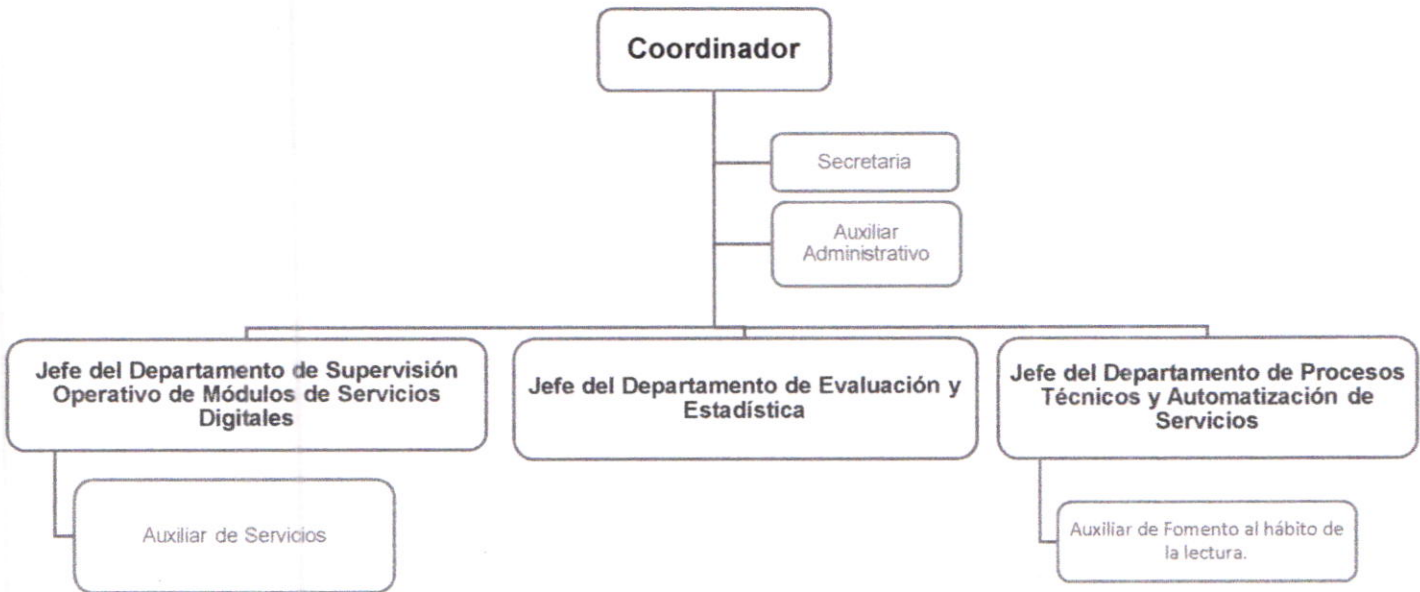 Coordinador
Secretaria
Auxiliar
Administrativo
Jefe del Departamento de Supervisión
Operativo de Módulos de Servicios
Digitales
Jefe del Departamento de Evaluación y
Estadística
Jefe del Departamento de Procesos
Técnicos y Automatización de
Servicios
Auxiliar de Servicios
Auxiliar de Fomento al hábito de
la lectura.